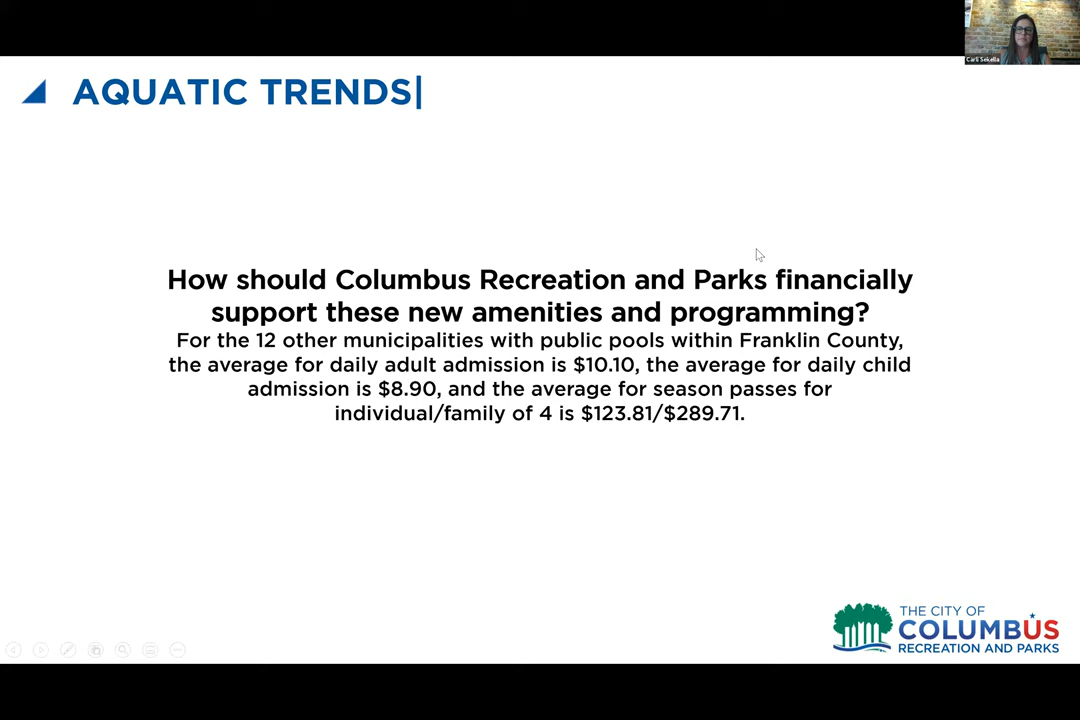 Carli Sekella
AQUATIC TRENDS|
How should Columbus Recreation and Parks financially
support these new amenities and programming?
For the 12 other municipalities with public pools within Franklin County,
the average for daily adult admission is $10.10, the average for daily child
admission is $8.90, and the average for season passes for
individual/family of 4 is $123.81/$289.71.
THE CITY OF
COLUMBUS
RECREATION AND PARKS